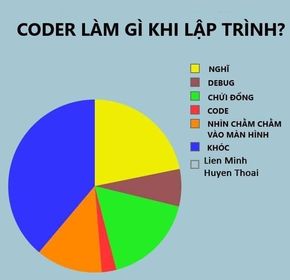 CODER LÀM GÌ KHI LẬP TRÌNH?
NGHĨ
DEBUG
CHỬI ĐỔNG
CODE
NHÌN CHẰM CHẰM
VÀO MÀN HÌNH
KHÓC
Lien Minh
Huyen Thoai